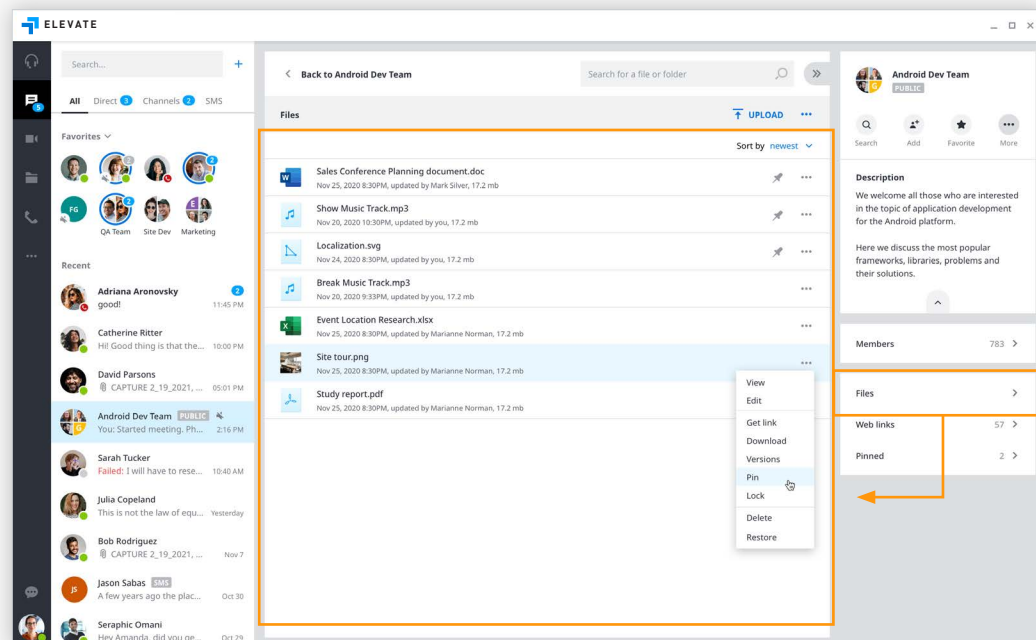 ELEVATE
Search...
All Direct 3 Channels 2 SMS
5
Favorites
2
2
FG
2
E
QA Team Site Dev Marketing
Recent
Adriana Aronovsky 2
good! 11:45 PM
Catherine Ritter
Hi! Good thing is that the... 10:00 PM
David Parsons
CAPTURE 2_19_2021, ... 05:01 PM
G
Android Dev Team PUBLIC
You: Started meeting. Ph... 2:16 PM
Sarah Tucker
Failed: I will have to rese... 10:40 AM
Julia Copeland
This is not the law of equ... Yesterday
Bob Rodriguez
CAPTURE 2_19_2021, ... Nov 7
JS
Jason Sabas SMS
A few years ago the plac... Oct 30
Seraphic Omani
Hey Amanda, did you ge... Oct 29
Back to Android Dev Team
Search for a file or folder
Files
UPLOAD
Sort by newest
Sales Conference Planning document.doc
Nov 25, 2020 8:30PM, updated by Mark Silver, 17.2 mb
Show Music Track.mp3
Nov 20, 2020 10:30PM, updated by you, 17.2 mb
Localization.svg
Nov 24, 2020 8:30PM, updated by you, 17.2 mb
Break Music Track.mp3
Nov 20, 2020 9:33PM, updated by you, 17.2 mb
Event Location Research.xlsx
Nov 25, 2020 8:30PM, updated by Marianne Norman, 17.2 mb
Site tour.png
Nov 25, 2020 8:30PM, updated by Marianne Norman, 17.2 mb
Study report.pdf
Nov 25, 2020 8:30PM, updated by Marianne Norman, 17.2 mb
View
Edit
Get link
Download
Versions
Pin
Lock
Delete
Restore
G
Android Dev Team
PUBLIC
Search Add Favorite More
Description
We welcome all those who are interested
in the topic of application development
for the Android platform.
Here we discuss the most popular
frameworks, libraries, problems and
their solutions.
Members 783
Files
Web links 57
Pinned 2